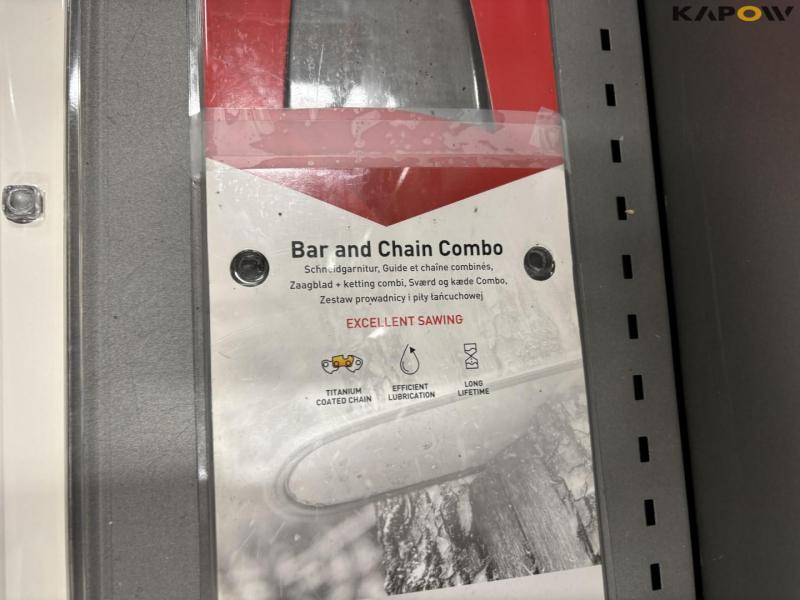 KAPOW
Bar and Chain Combo
Schneidgarnitur, Guide et chaîne combinés,
Zaagblad + ketting combi, Sværd og kæde Combo,
Zestaw prowadnicy i piły łańcuchowej
EXCELLENT SAWING
TITANIUM
COATED CHAIN
EFFICIENT
LUBRICATION
LONG
LIFETIME